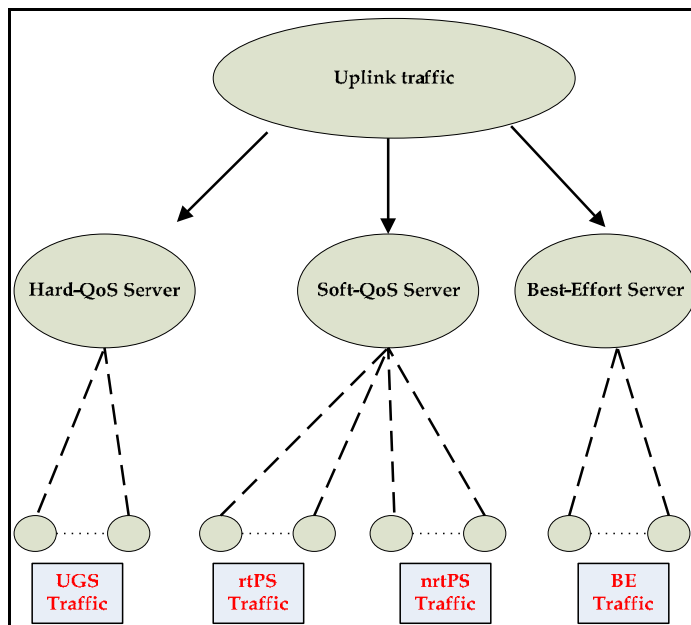 Uplink traffic
Hard-QoS Server
Soft-QoS Server
Best-Effort Server
UGS
Traffic
rtPS
Traffic
nrtPS
Traffic
BE
Traffic